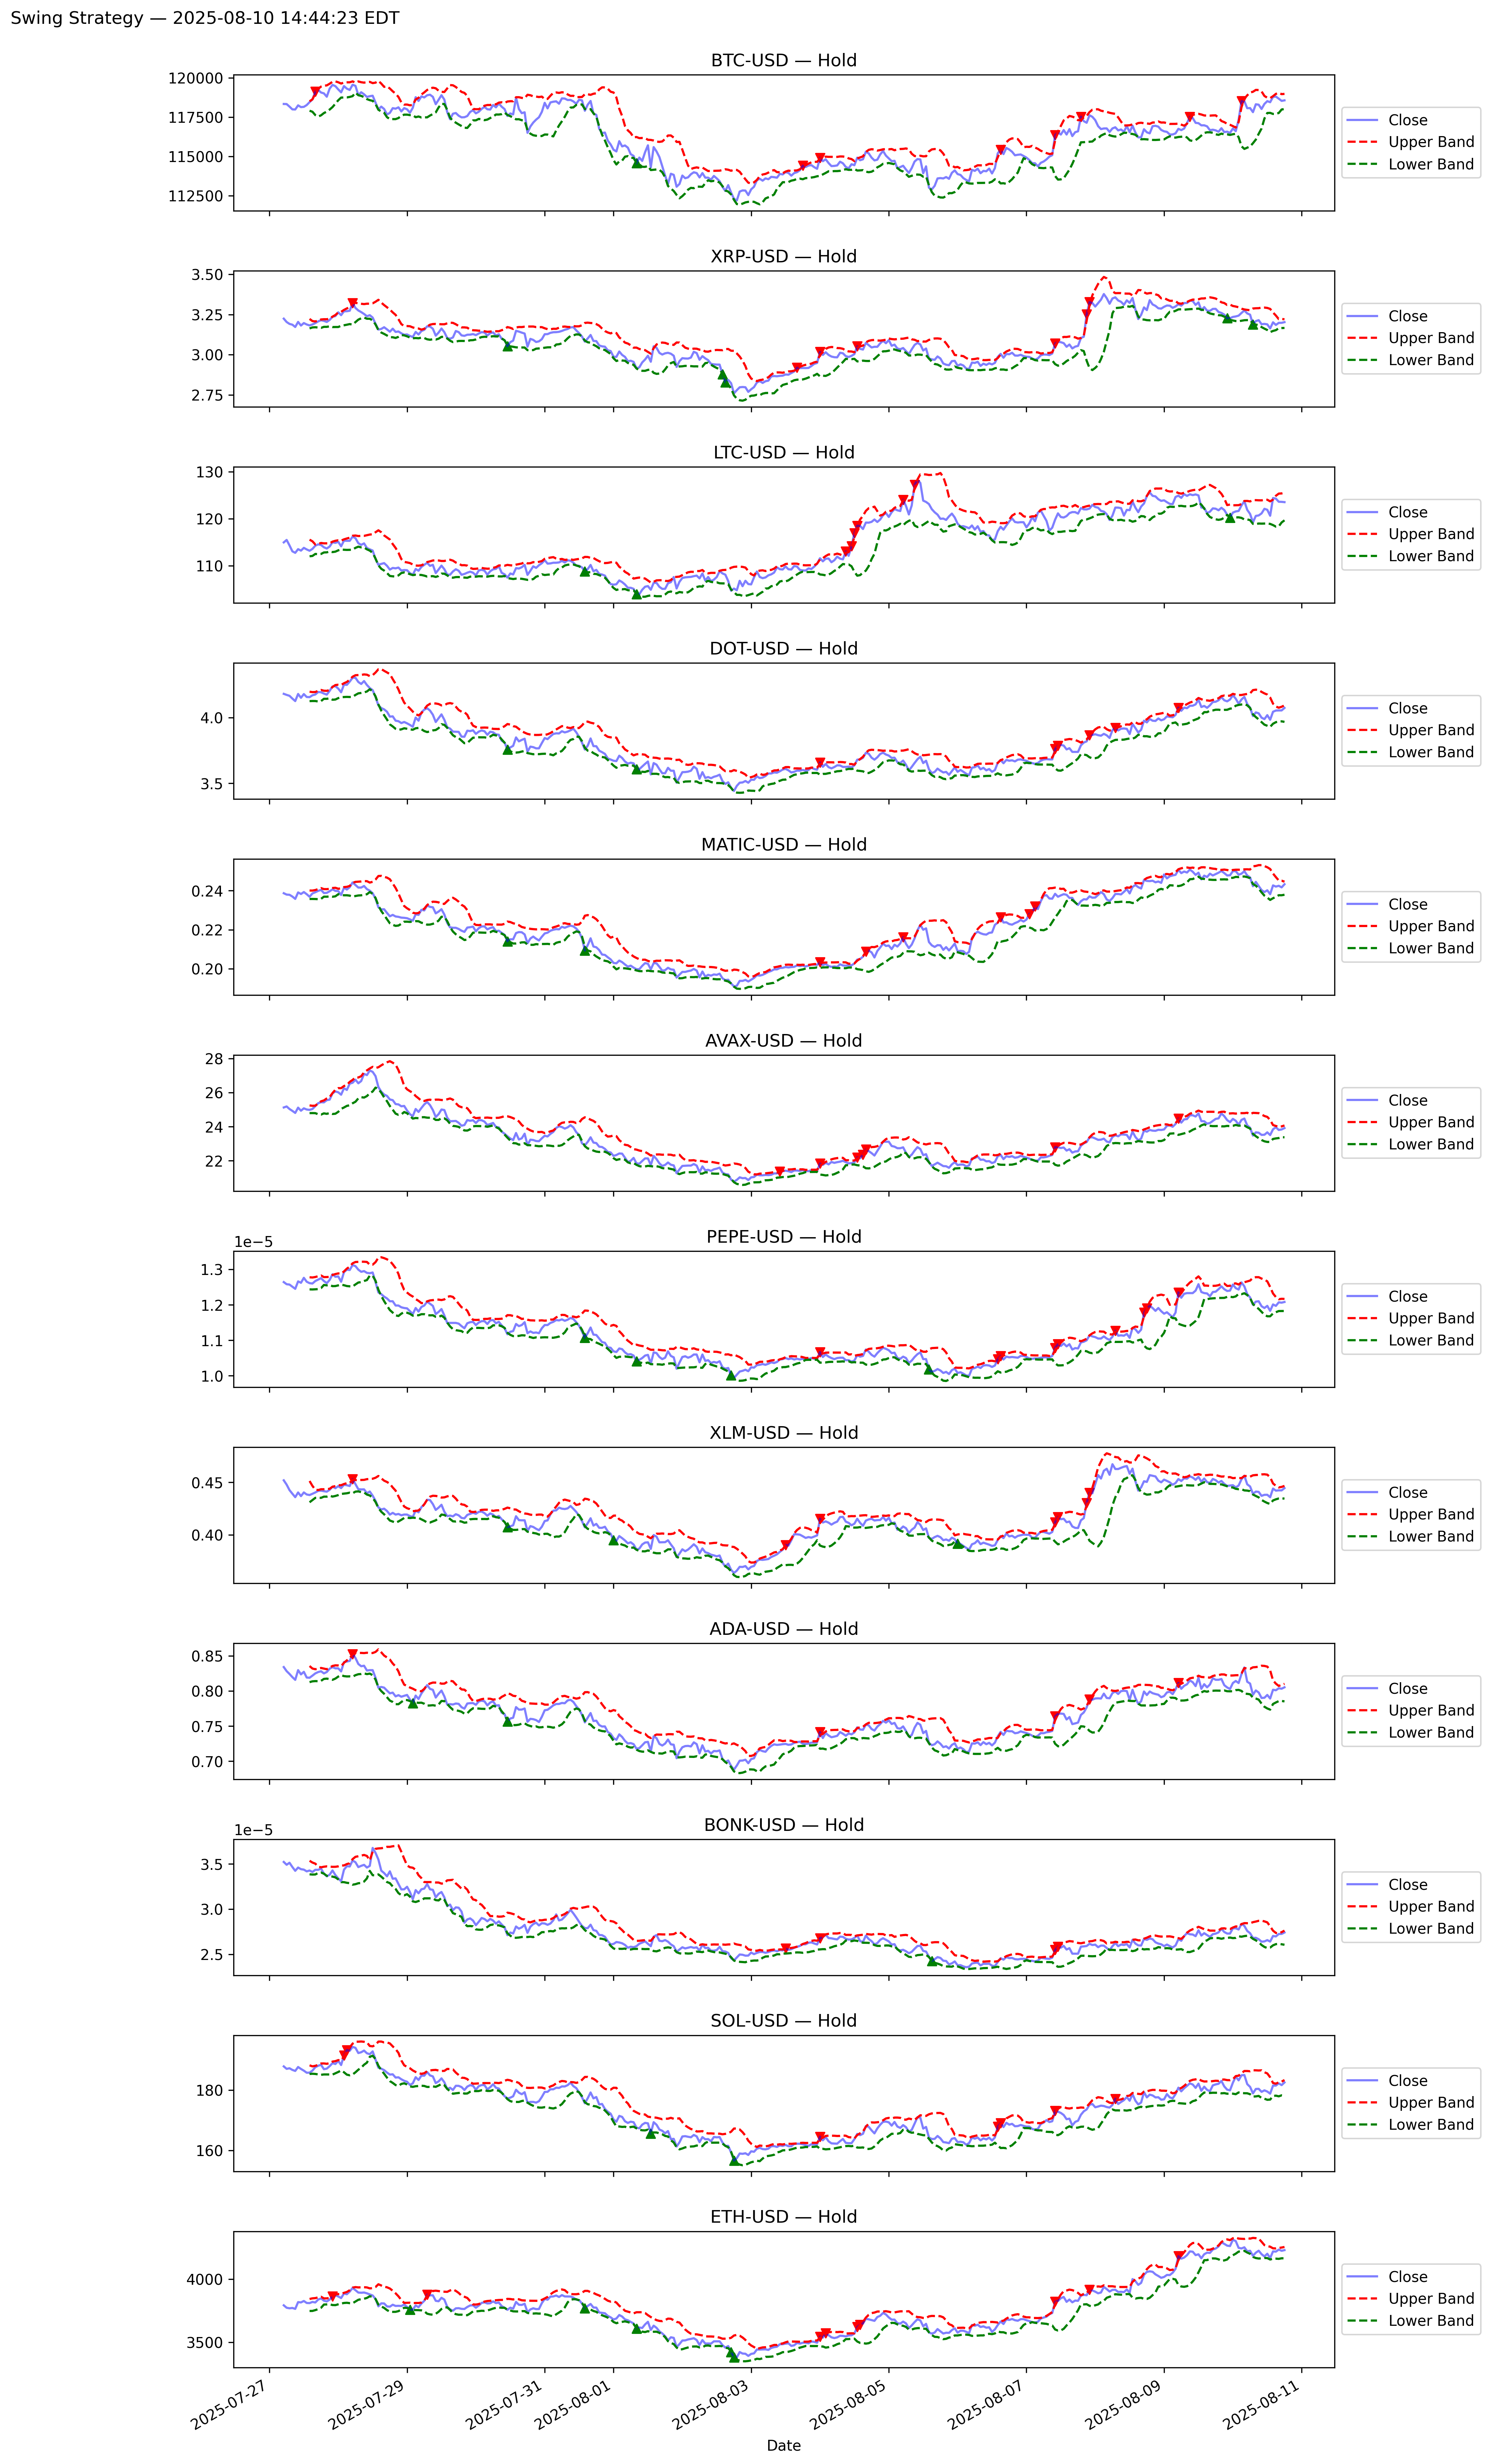 Swing Strategy — 2025-08-10 14:44:23 EDT
BTC-USD — Hold
120000
117500
115000
112500
Close
Upper Band
Lower Band
XRP-USD — Hold
3.50
3.25
3.00
2.75
Close
Upper Band
Lower Band
LTC-USD — Hold
130
120
110
Close
Upper Band
Lower Band
DOT-USD — Hold
4.0
3.5
Close
Upper Band
Lower Band
MATIC-USD — Hold
0.24
0.22
0.20
Close
Upper Band
Lower Band
AVAX-USD — Hold
28
26
24
22
Close
Upper Band
Lower Band
PEPE-USD — Hold
1e−5
1.3
1.2
1.1
1.0
Close
Upper Band
Lower Band
XLM-USD — Hold
0.45
0.40
Close
Upper Band
Lower Band
ADA-USD — Hold
0.85
0.80
0.75
0.70
Close
Upper Band
Lower Band
BONK-USD — Hold
1e−5
3.5
3.0
2.5
Close
Upper Band
Lower Band
SOL-USD — Hold
180
160
Close
Upper Band
Lower Band
ETH-USD — Hold
4000
3500
Close
Upper Band
Lower Band
2025-07-27
2025-07-29
2025-07-31
2025-08-01
2025-08-03
2025-08-05
2025-08-07
2025-08-09
2025-08-11
Date